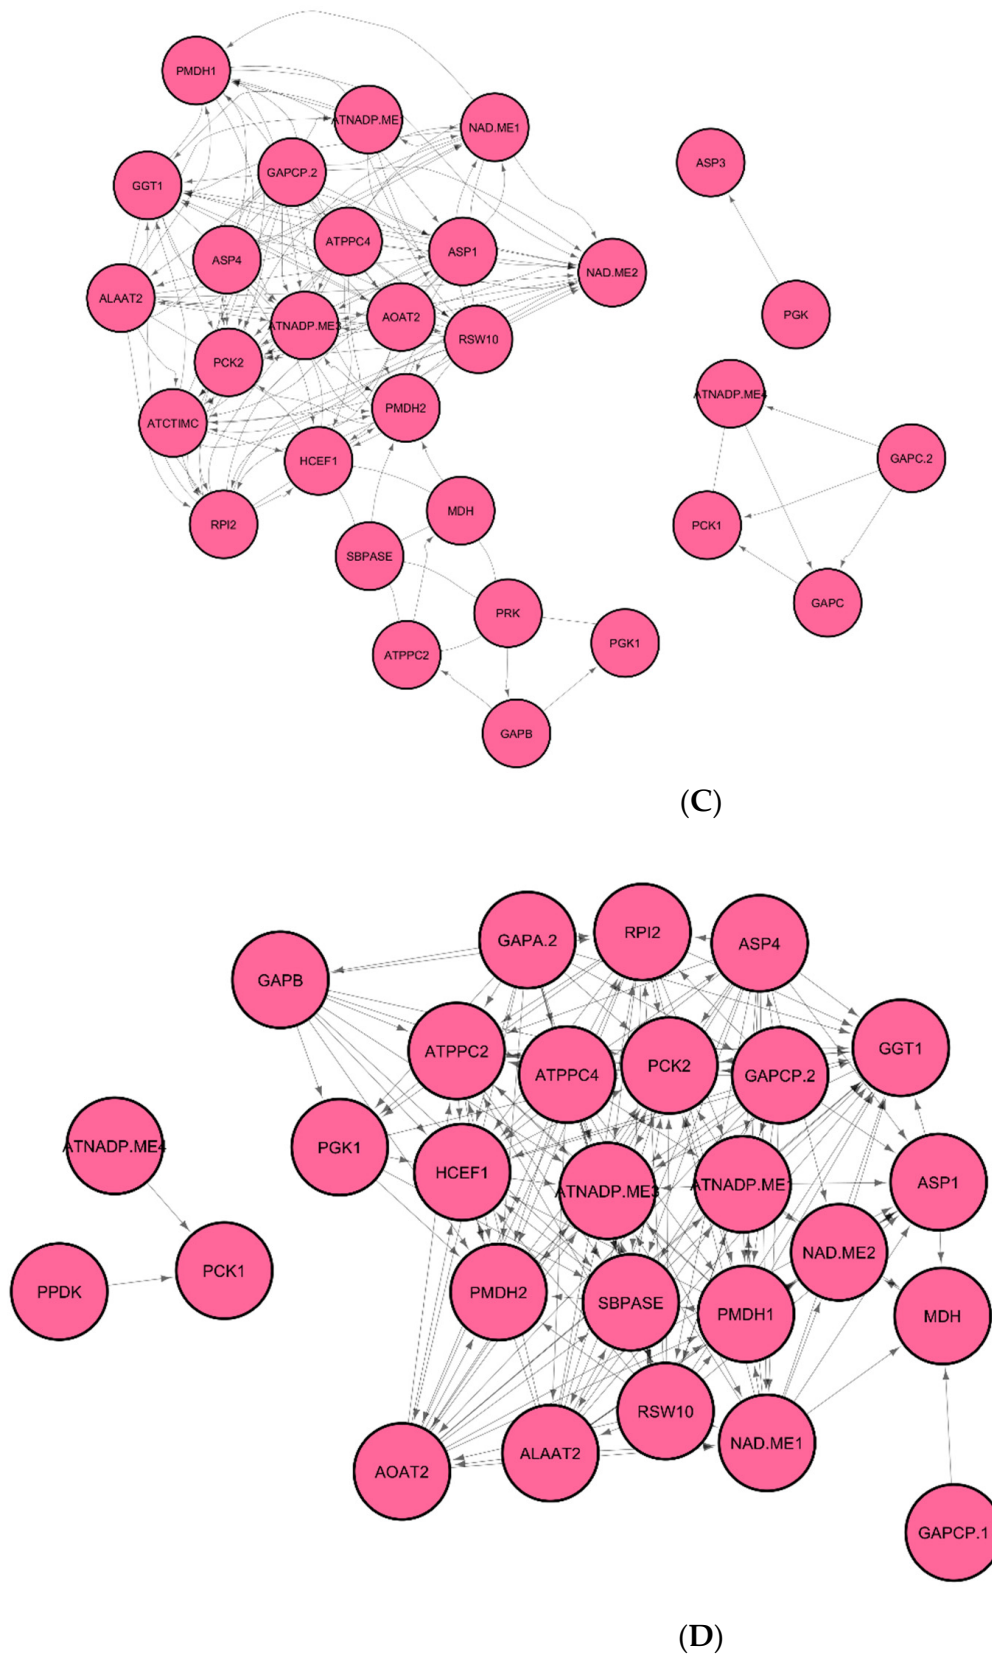 PMDH1
ATNADP.ME
NAD.ME1
ASP3
GAPCP.2
GGT1
ATPPC4
ASP1
ASP4
NAD.ME2
ALAAT2
PGK
AOAT2
ATNADP.ME3
RSW10
PCK2
ATNADP.ME4
PMDH2
ATCTIMC
GAPC.2
HCEF1
MDH
RPI2
PCK1
SBPASE
GAPC
PRK
PGK1
ATPPC2
GAPB
(C)
RPI2
GAPA.2
ASP4
GAPB
GGT1
ATPPC2
PCK2
ATPPC4
GAPCP.2
ATNADP.ME4
PGK1
HCEF1
ASP1
ATNADP.ME3
ATNADP.ME
NAD.ME2
PCK1
PPDK
PMDH2
SBPASE
PMDH1
MDH
RSW10
NAD.ME1
ALAAT2
AOAT2
GAPCP.1
(D)